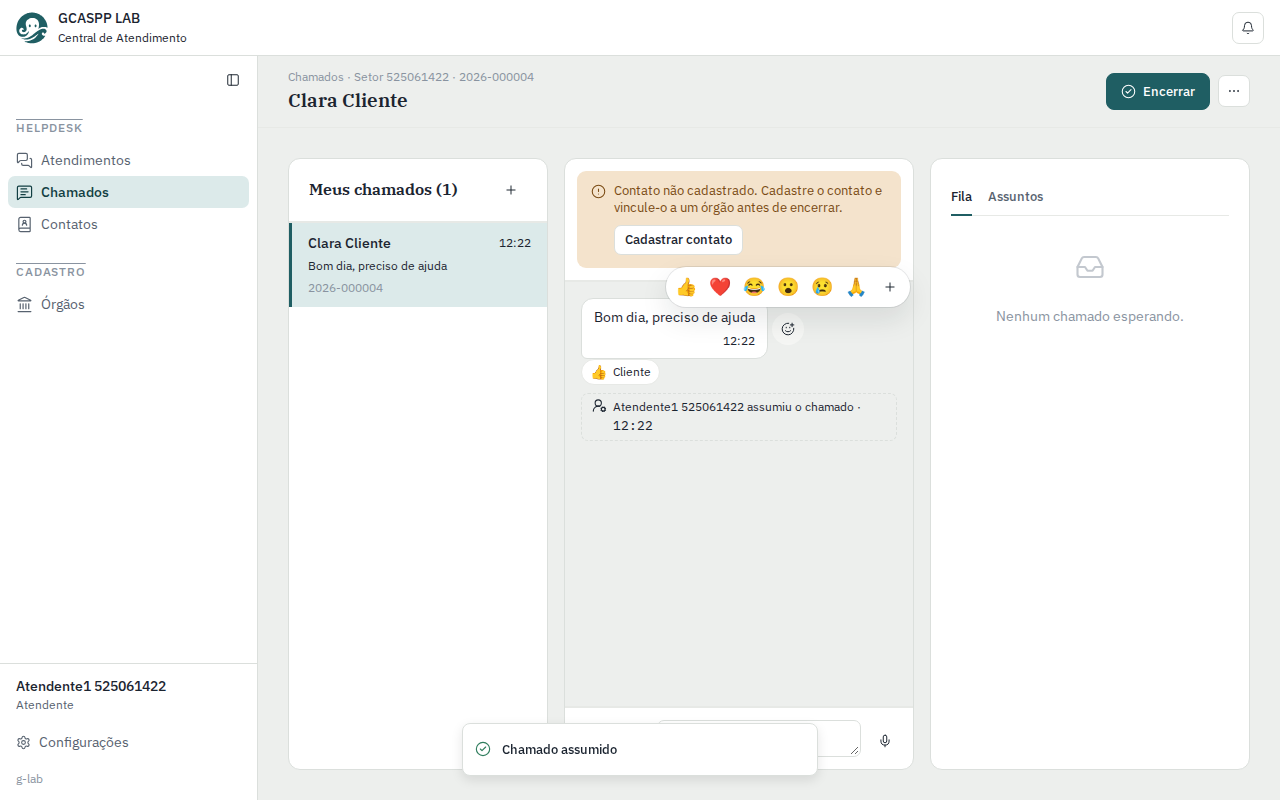 GCASPP LAB
Central de Atendimento
HELPDESK
Atendimentos
Chamados
Contatos
CADASTRO
Órgãos
Atendente1 525061422
Atendente
Configurações
g-lab
Chamados · Setor 525061422 · 2026-000004
Clara Cliente
Encerrar
Meus chamados (1)
Clara Cliente 12:22
Bom dia, preciso de ajuda
2026-000004
Contato não cadastrado. Cadastre o contato e
vincule-o a um órgão antes de encerrar.
Cadastrar contato
Bom dia, preciso de ajuda
12:22
Cliente
Atendente1 525061422 assumiu o chamado ·
12:22
Chamado assumido
Fila Assuntos
Nenhum chamado esperando.